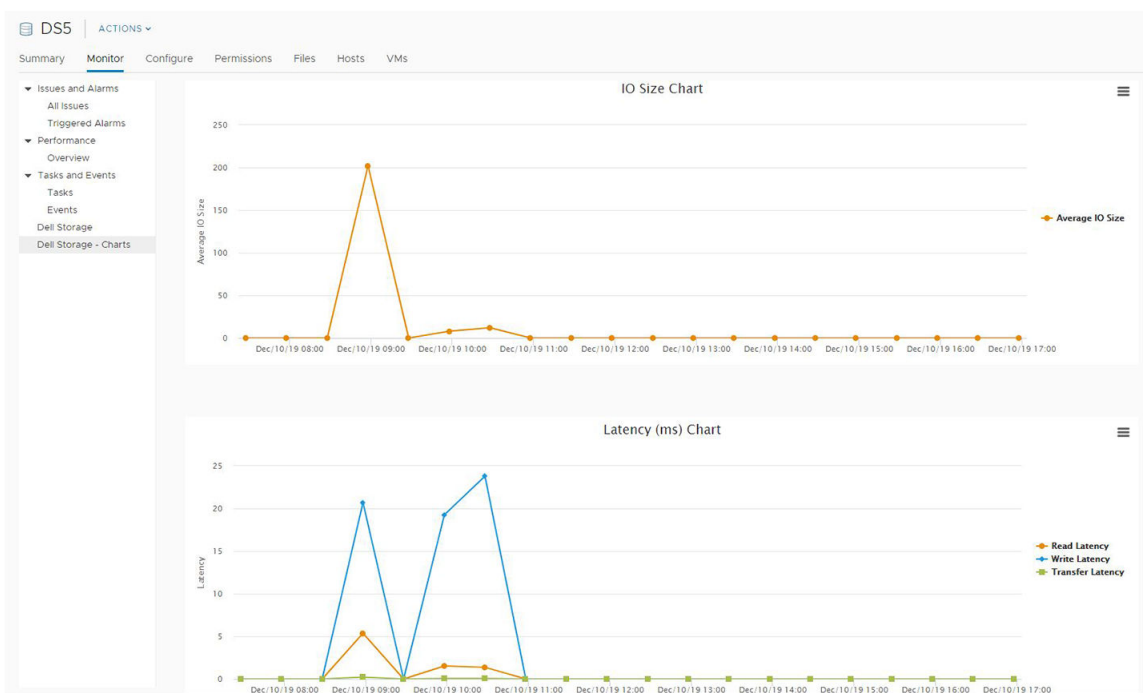 DS5 ACTIONS
Summary Monitor Configure Permissions Files Hosts VMs
Issues and Alarms
All Issues
Triggered Alarms
Performance
Overview
Tasks and Events
Tasks
Events
Dell Storage
Dell Storage - Charts
IO Size Chart
250
200
150
100
50
0
Average IO Size
Dec/10/19 08:00 Dec/10/19 09:00 Dec/10/19 10:00 Dec/10/19 11:00 Dec/10/19 12:00 Dec/10/19 13:00 Dec/10/19 14:00 Dec/10/19 15:00 Dec/10/19 16:00 Dec/10/19 17:00
Average IO Size
Latency (ms) Chart
25
20
15
10
5
0
Latency
Dec/10/19 08:00 Dec/10/19 09:00 Dec/10/19 10:00 Dec/10/19 11:00 Dec/10/19 12:00 Dec/10/19 13:00 Dec/10/19 14:00 Dec/10/19 15:00 Dec/10/19 16:00 Dec/10/19 17:00
Read Latency
Write Latency
Transfer Latency